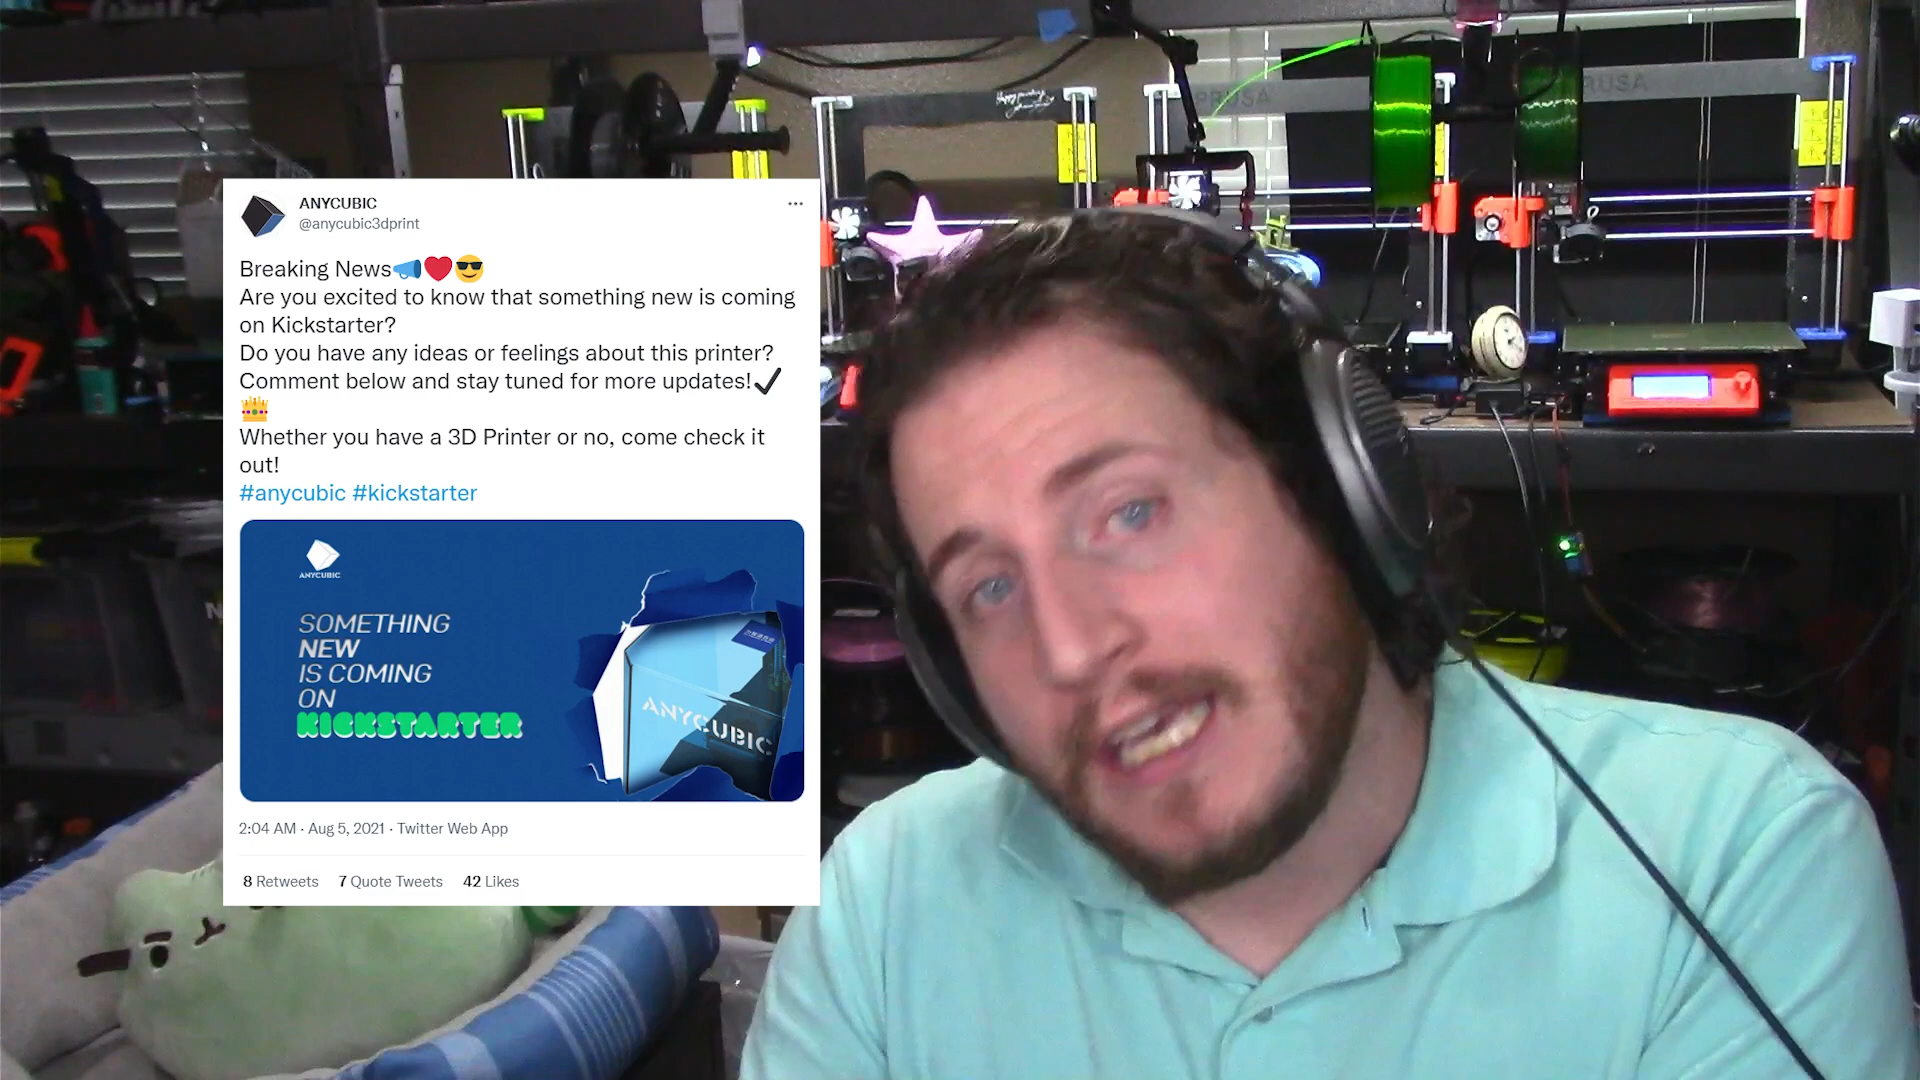 ANYCUBIC
@anycubic3dprint
Breaking News📣❤️😎
Are you excited to know that something new is coming
on Kickstarter?
Do you have any ideas or feelings about this printer?
Comment below and stay tuned for more updates!✔️
👑
Whether you have a 3D Printer or no, come check it
out!
#anycubic #kickstarter
ANYCUBIC
SOMETHING
NEW
IS COMING
ON
KICKSTARTER
ANYCUBIC
2:04 AM · Aug 5, 2021 · Twitter Web App
8 Retweets 7 Quote Tweets 42 Likes
PRUSA
RUSA